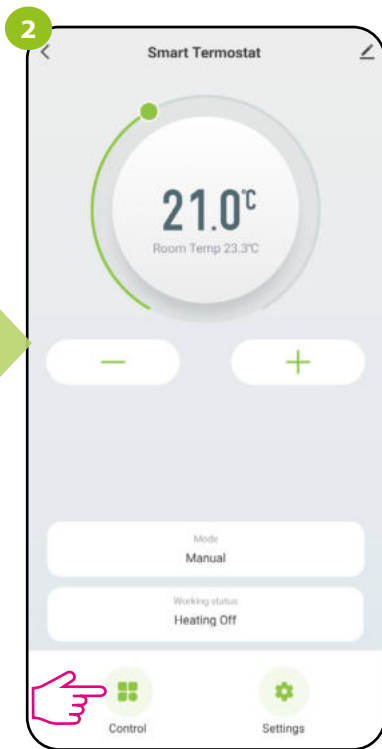 2
Smart Termostat
21.0°C
Room Temp 23.3°C
Mode
Manual
Working status
Heating Off
Control
Settings